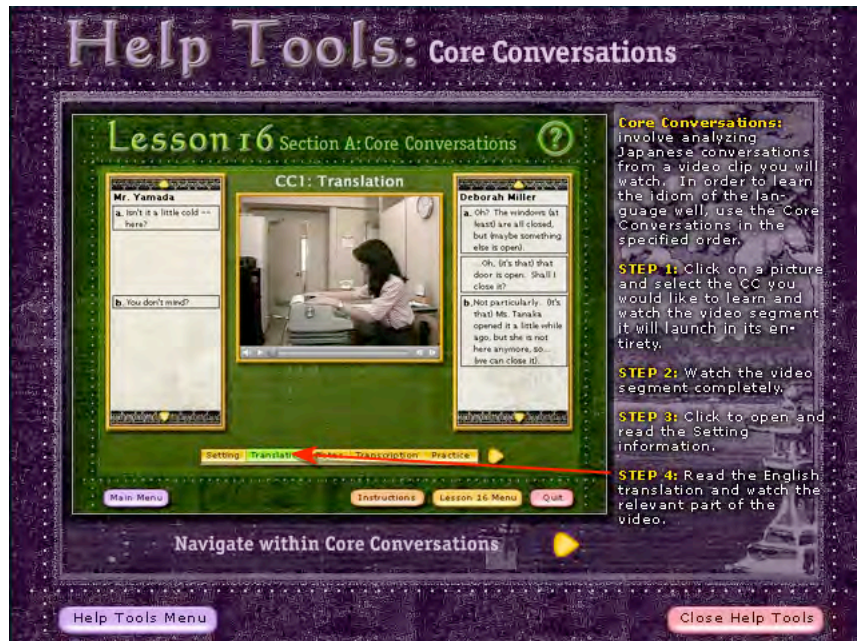 Help Tools: Core Conversations
Lesson 16 Section A: Core Conversations ?
CC1: Translation
Mr. Yamada
a. Isn't it a little cold --
here?
b. You don't mind?
Deborah Miller
a. Oh? The windows (at
least) are all closed,
but (maybe something
else is open).
Oh, (it's that) that
door is open. Shall I
close it?
b. Not particularly. (It's
that) Ms. Tanaka
opened it a little while
ago, but she is not
here anymore, so...
(we can close it).
Setting Translation Notes Transcription Practice
Main Menu Instructions Lesson 16 Menu Quit
Navigate within Core Conversations
Core Conversations:
involve analyzing
Japanese conversations
from a video clip you will
watch. In order to learn
the idiom of the lan-
guage well, use the Core
Conversations in the
specified order.
STEP 1: Click on a picture
and select the CC you
would like to learn and
watch the video segment
it will launch in its en-
tirety.
STEP 2: Watch the video
segment completely.
STEP 3: Click to open and
read the Setting
information.
STEP 4: Read the English
translation and watch the
relevant part of the
video.
Help Tools Menu Close Help Tools